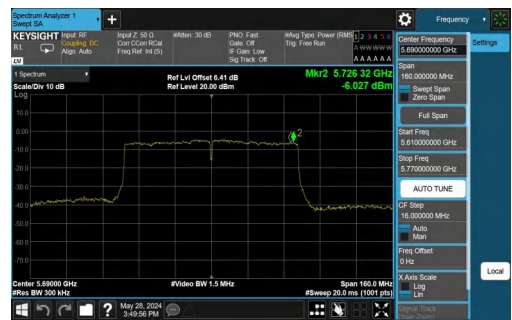 Spectrum Analyzer 1
Swept SA
Frequency
KEYSIGHT
RL
Input: RF
Coupling: DC
Align: Auto
Input Z: 50 Ω
Corr CCorr RCal
Freq Ref: Int (S)
#Atten: 30 dB
PNO: Fast
Gate: Off
IF Gain: Low
Sig Track: Off
#Avg Type: Power (RMS
Trig: Free Run
1 2 3 4 5 6
A W W W W W
A A A A A A
LV
1 Spectrum
Scale/Div 10 dB
Log
Ref Lvl Offset 6.41 dB
Ref Level 20.00 dBm
Mkr2 5.726 32 GHz
-6.027 dBm
10.0
0.00
-10.0
-20.0
-30.0
-40.0
-50.0
-60.0
-70.0
2
Center 5.69000 GHz
#Res BW 300 kHz
#Video BW 1.5 MHz
Span 160.0 MHz
#Sweep 20.0 ms (1001 pts)
Center Frequency
5.690000000 GHz
Settings
Span
160.000000 MHz
Swept Span
Zero Span
Full Span
Start Freq
5.610000000 GHz
Stop Freq
5.770000000 GHz
AUTO TUNE
CF Step
16.000000 MHz
Auto
Man
Freq Offset
0 Hz
X Axis Scale
Log
Lin
Local
Signal Track
May 28, 2024
3:49:56 PM
?